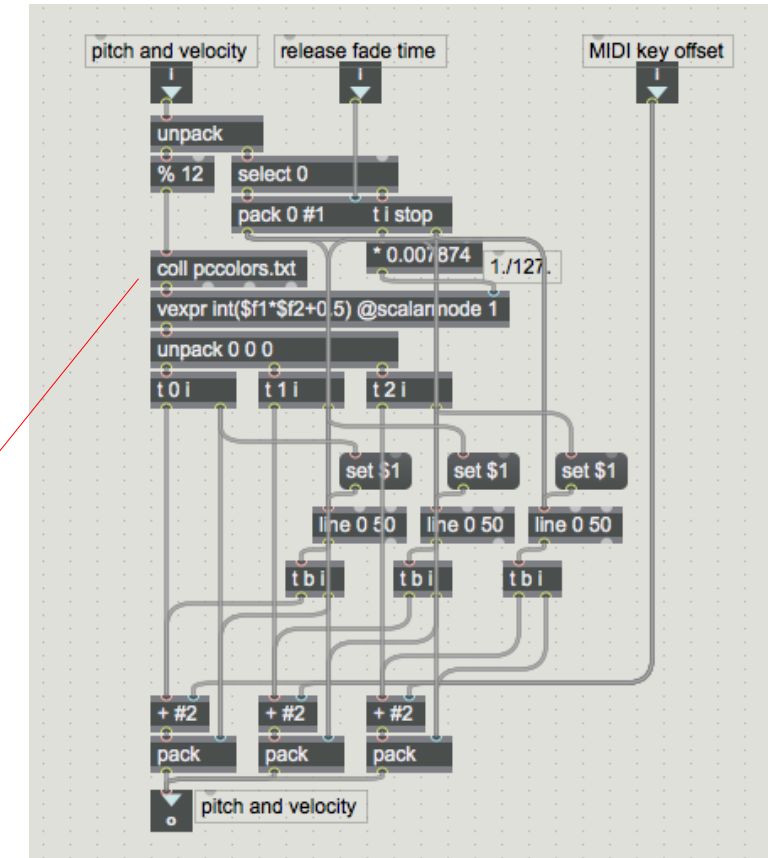 pitch and velocity
release fade time
MIDI key offset
i
i
i
unpack
% 12
select 0
pack 0 #1
t i stop
* 0.007874
1./127.
coll pccolors.txt
vexpr int($f1*$f2+0.5) @scalarmode 1
unpack 0 0 0
t 0 i
t 1 i
t 2 i
set $1
set $1
set $1
line 0 50
line 0 50
line 0 50
t b i
t b i
t b i
+ #2
+ #2
+ #2
pack
pack
pack
o
pitch and velocity